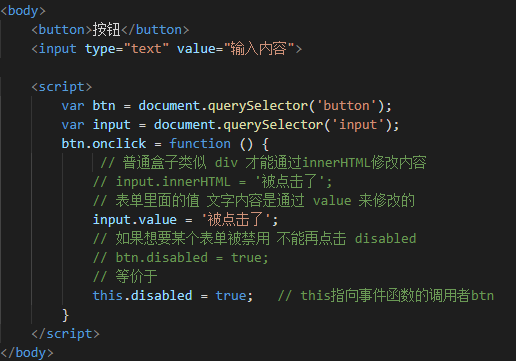 <body>
    <button>按钮</button>
    <input type="text" value="输入内容">

    <script>
        var btn = document.querySelector('button');
        var input = document.querySelector('input');
        btn.onclick = function () {
             // 普通盒子类似 div 才能通过innerHTML修改内容
            // input.innerHTML = '被点击了';
            // 表单里面的值 文字内容是通过 value 来修改的
            input.value = '被点击了';
            // 如果想要某个表单被禁用 不能再点击 disabled
            // btn.disabled = true;
            // 等价于
            this.disabled = true;   // this指向事件函数的调用者btn
        }
    </script>
</body>